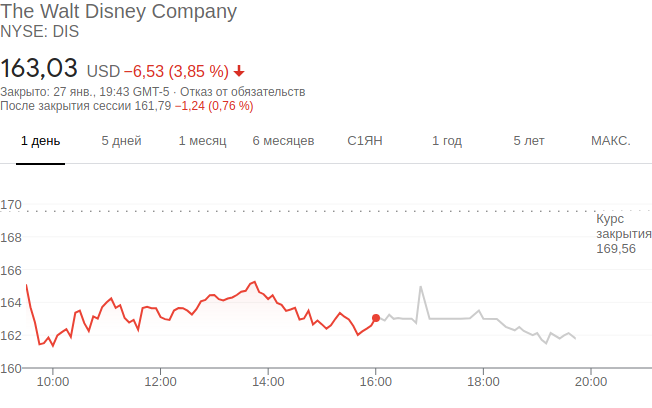 The Walt Disney Company
NYSE: DIS
163,03 USD −6,53 (3,85 %)
Закрыто: 27 янв., 19:43 GMT-5 · Отказ от обязательств
После закрытия сессии 161,79 −1,24 (0,76 %)
1 день 5 дней 1 месяц 6 месяцев С1ЯН 1 год 5 лет МАКС.
170
Курс
закрытия
169,56
168
166
164
162
160
10:00 12:00 14:00 16:00 18:00 20:00